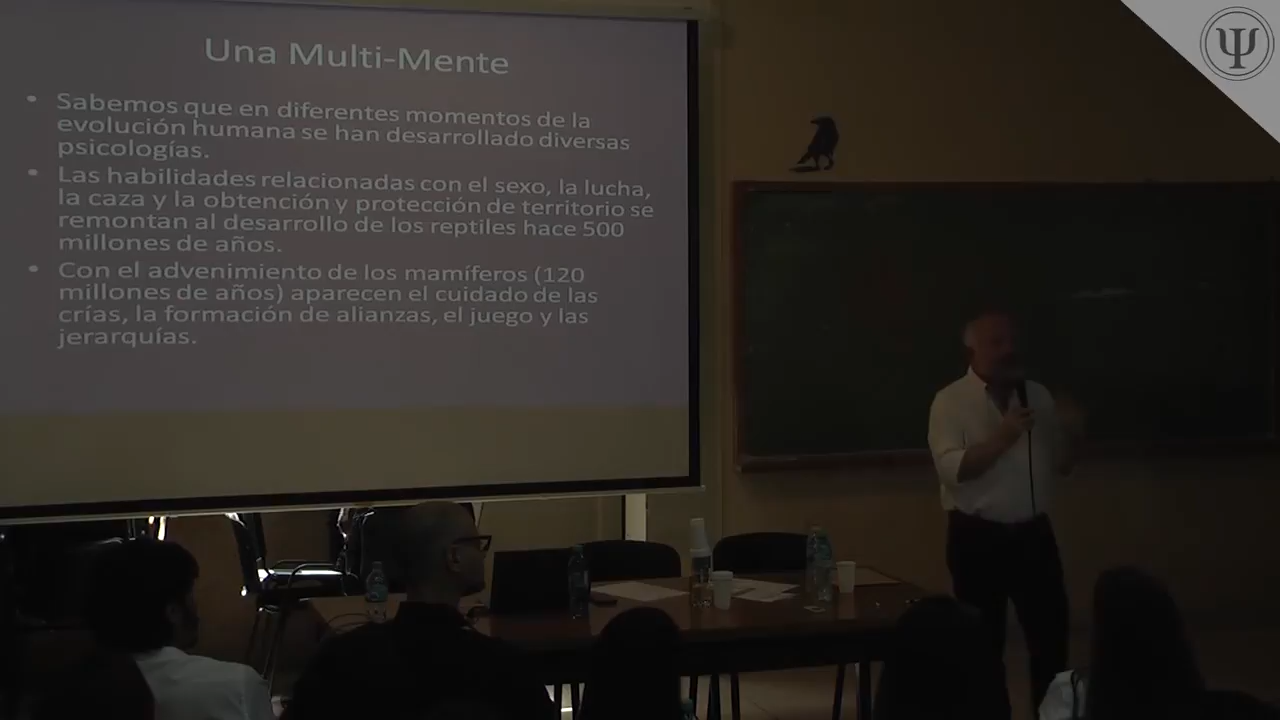 Una Multi-Mente
• Sabemos que en diferentes momentos de la
evolución humana se han desarrollado diversas
psicologías.
• Las habilidades relacionadas con el sexo, la lucha,
la caza y la obtención y protección de territorio se
remontan al desarrollo de los reptiles hace 500
millones de años.
• Con el advenimiento de los mamíferos (120
millones de años) aparecen el cuidado de las
crías, la formación de alianzas, el juego y las
jerarquías.
Ψ